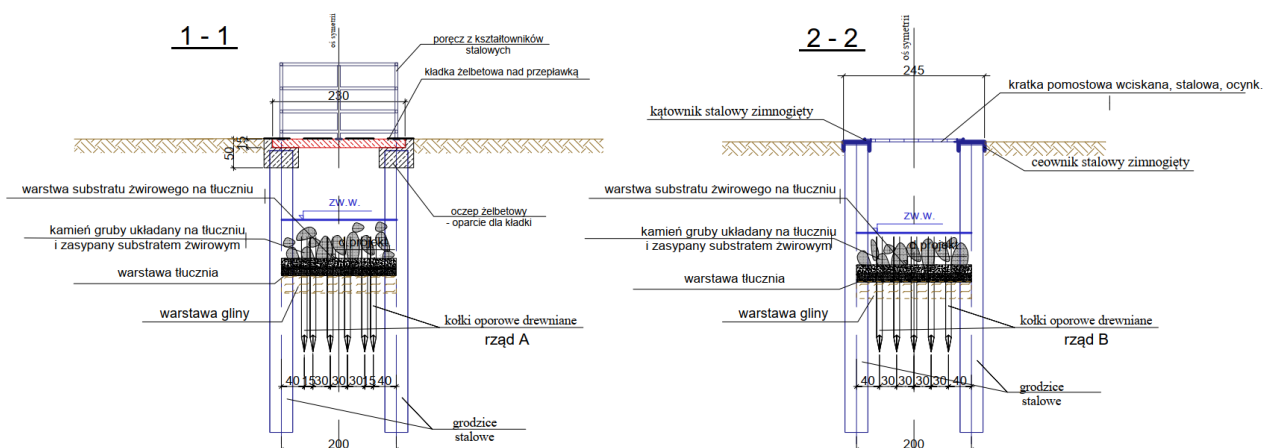 1 - 1
oś symetrii
poręcz z kształtowników
stalowych
kładka żelbetowa nad przepławką
230
15
50
warstwa substratu żwirowego na tłuczniu
zw.w.
oczep żelbetowy
- oparcie dla kładki
kamień gruby układany na tłuczniu
i zasypany substratem żwirowym
d projekt
warstawa tłucznia
warstawa gliny
kołki oporowe drewniane
rząd A
40 15 30 30 30 15 40
grodzice
stalowe
200
2 - 2
oś symetrii
245
kratka pomostowa wciskana, stalowa, ocynk.
kątownik stalowy zimnogięty
ceownik stalowy zimnogięty
warstwa substratu żwirowego na tłuczniu
zw.w.
kamień gruby układany na tłuczniu
i zasypany substratem żwirowym
d projekt
warstawa tłucznia
warstawa gliny
kołki oporowe drewniane
rząd B
40 30 30 30 30 40
grodzice
stalowe
200